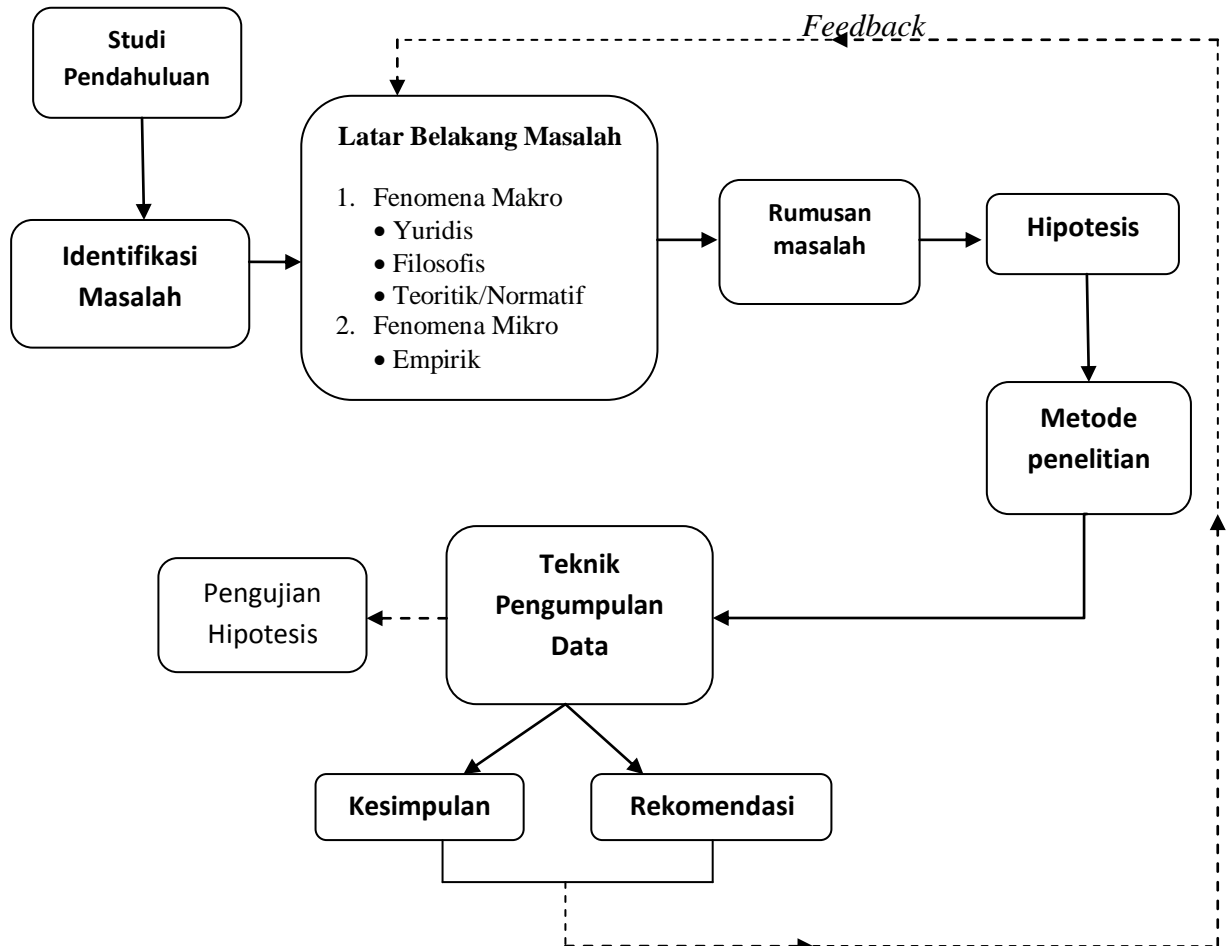 Studi
Pendahuluan
Feedback
Latar Belakang Masalah
1. Fenomena Makro
• Yuridis
• Filosofis
• Teoritik/Normatif
2. Fenomena Mikro
• Empirik
Identifikasi
Masalah
Rumusan
masalah
Hipotesis
Metode
penelitian
Teknik
Pengumpulan
Data
Pengujian
Hipotesis
Kesimpulan
Rekomendasi